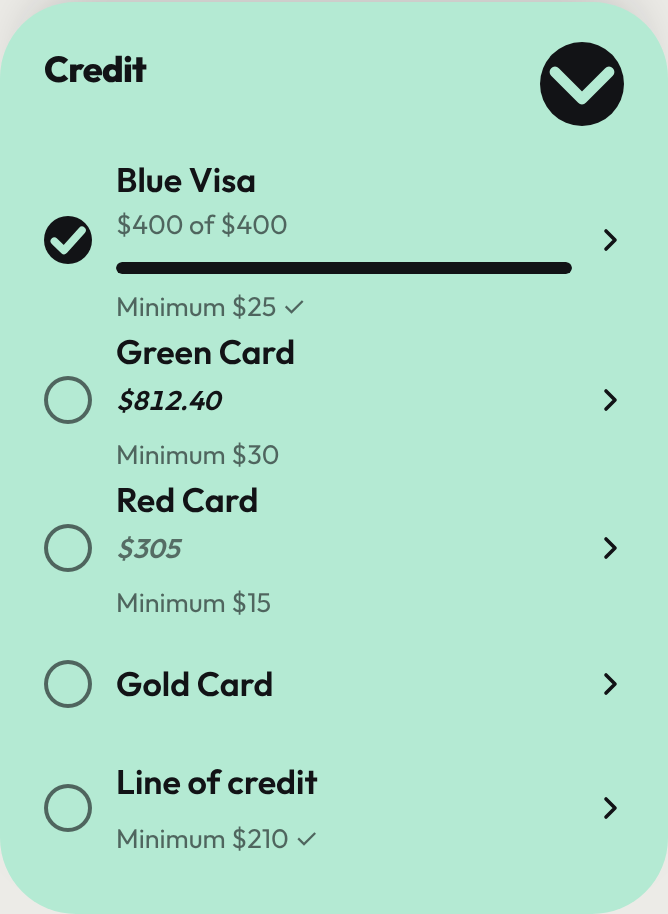 Credit
Blue Visa
$400 of $400
Minimum $25 ✓
Green Card
$812.40
Minimum $30
Red Card
$305
Minimum $15
Gold Card
Line of credit
Minimum $210 ✓